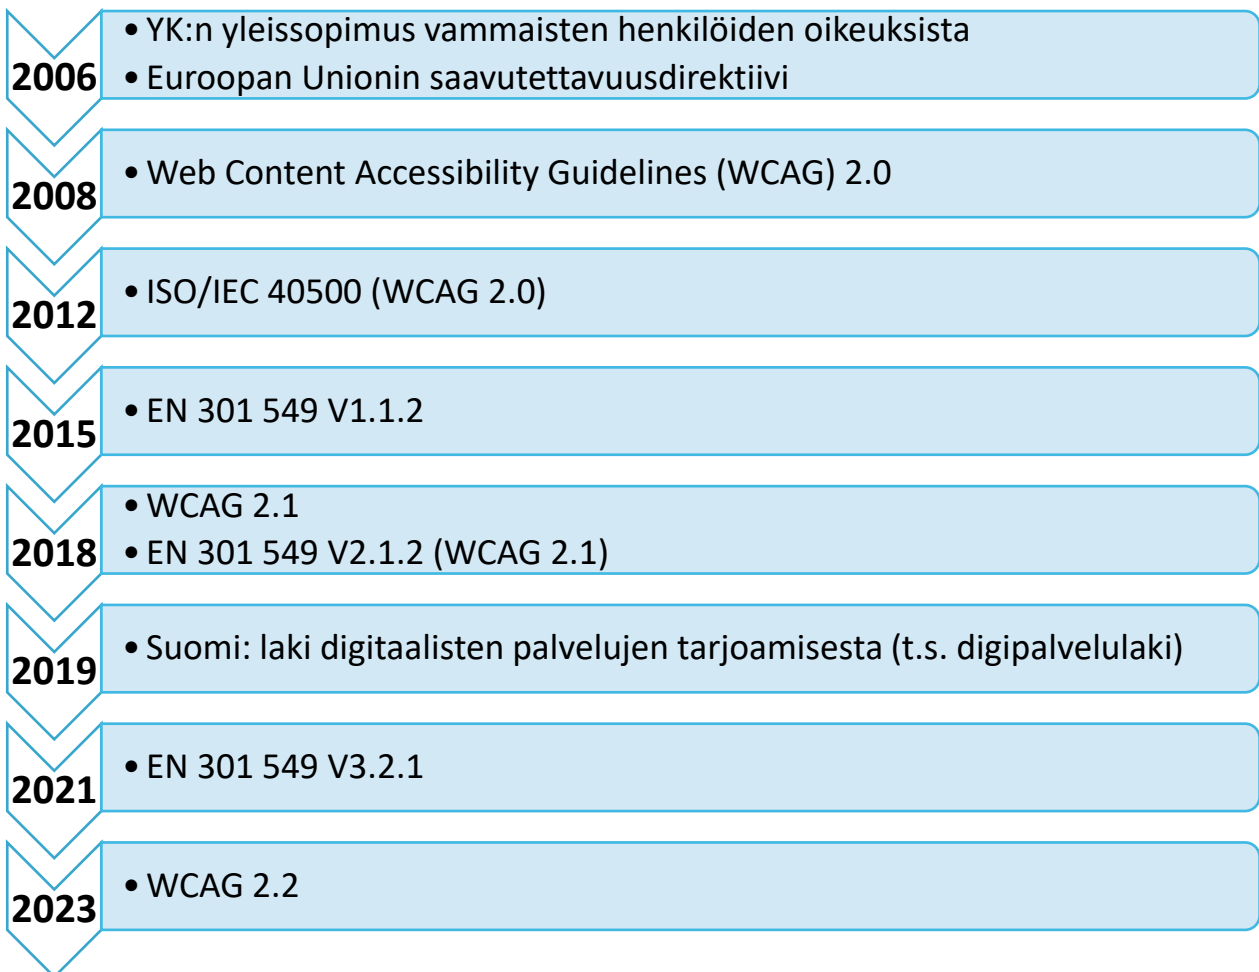 2006
• YK:n yleissopimus vammaisten henkilöiden oikeuksista
• Euroopan Unionin saavutettavuusdirektiivi
2008
• Web Content Accessibility Guidelines (WCAG) 2.0
2012
• ISO/IEC 40500 (WCAG 2.0)
2015
• EN 301 549 V1.1.2
2018
• WCAG 2.1
• EN 301 549 V2.1.2 (WCAG 2.1)
2019
• Suomi: laki digitaalisten palvelujen tarjoamisesta (t.s. digipalvelulaki)
2021
• EN 301 549 V3.2.1
2023
• WCAG 2.2